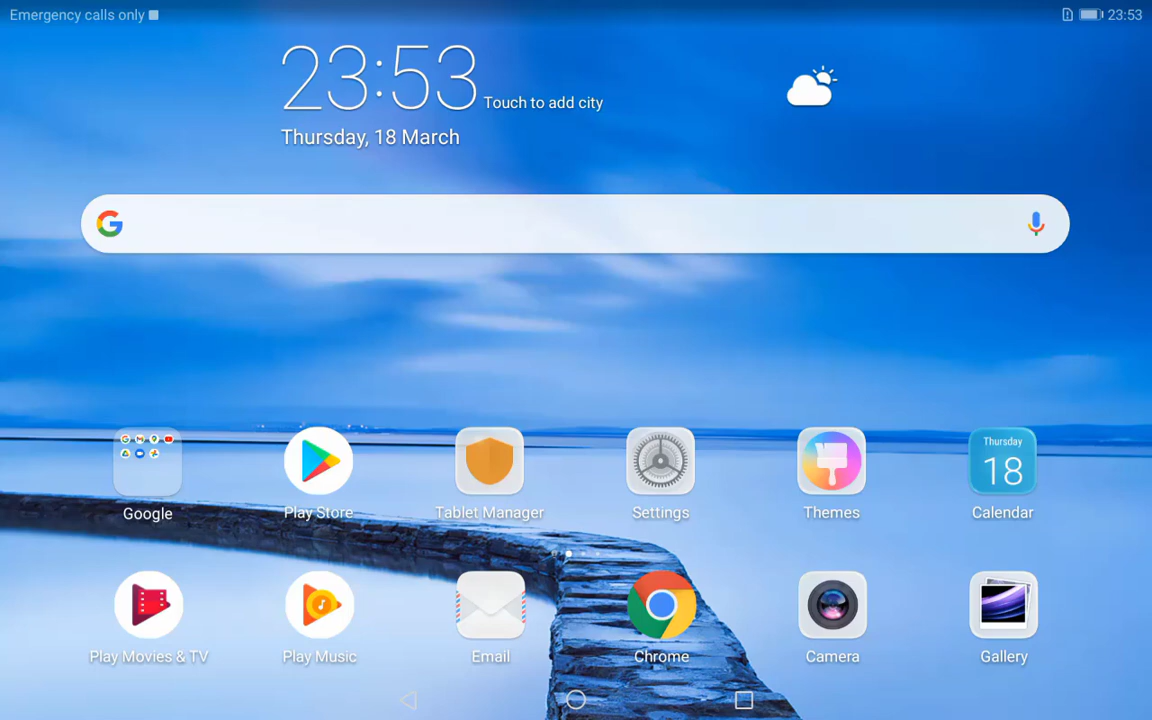 Emergency calls only
23:53
23:53
Touch to add city
Thursday, 18 March
Google
Play Store
Tablet Manager
Settings
Themes
Thursday
18
Calendar
Play Movies & TV
Play Music
Email
Chrome
Camera
Gallery